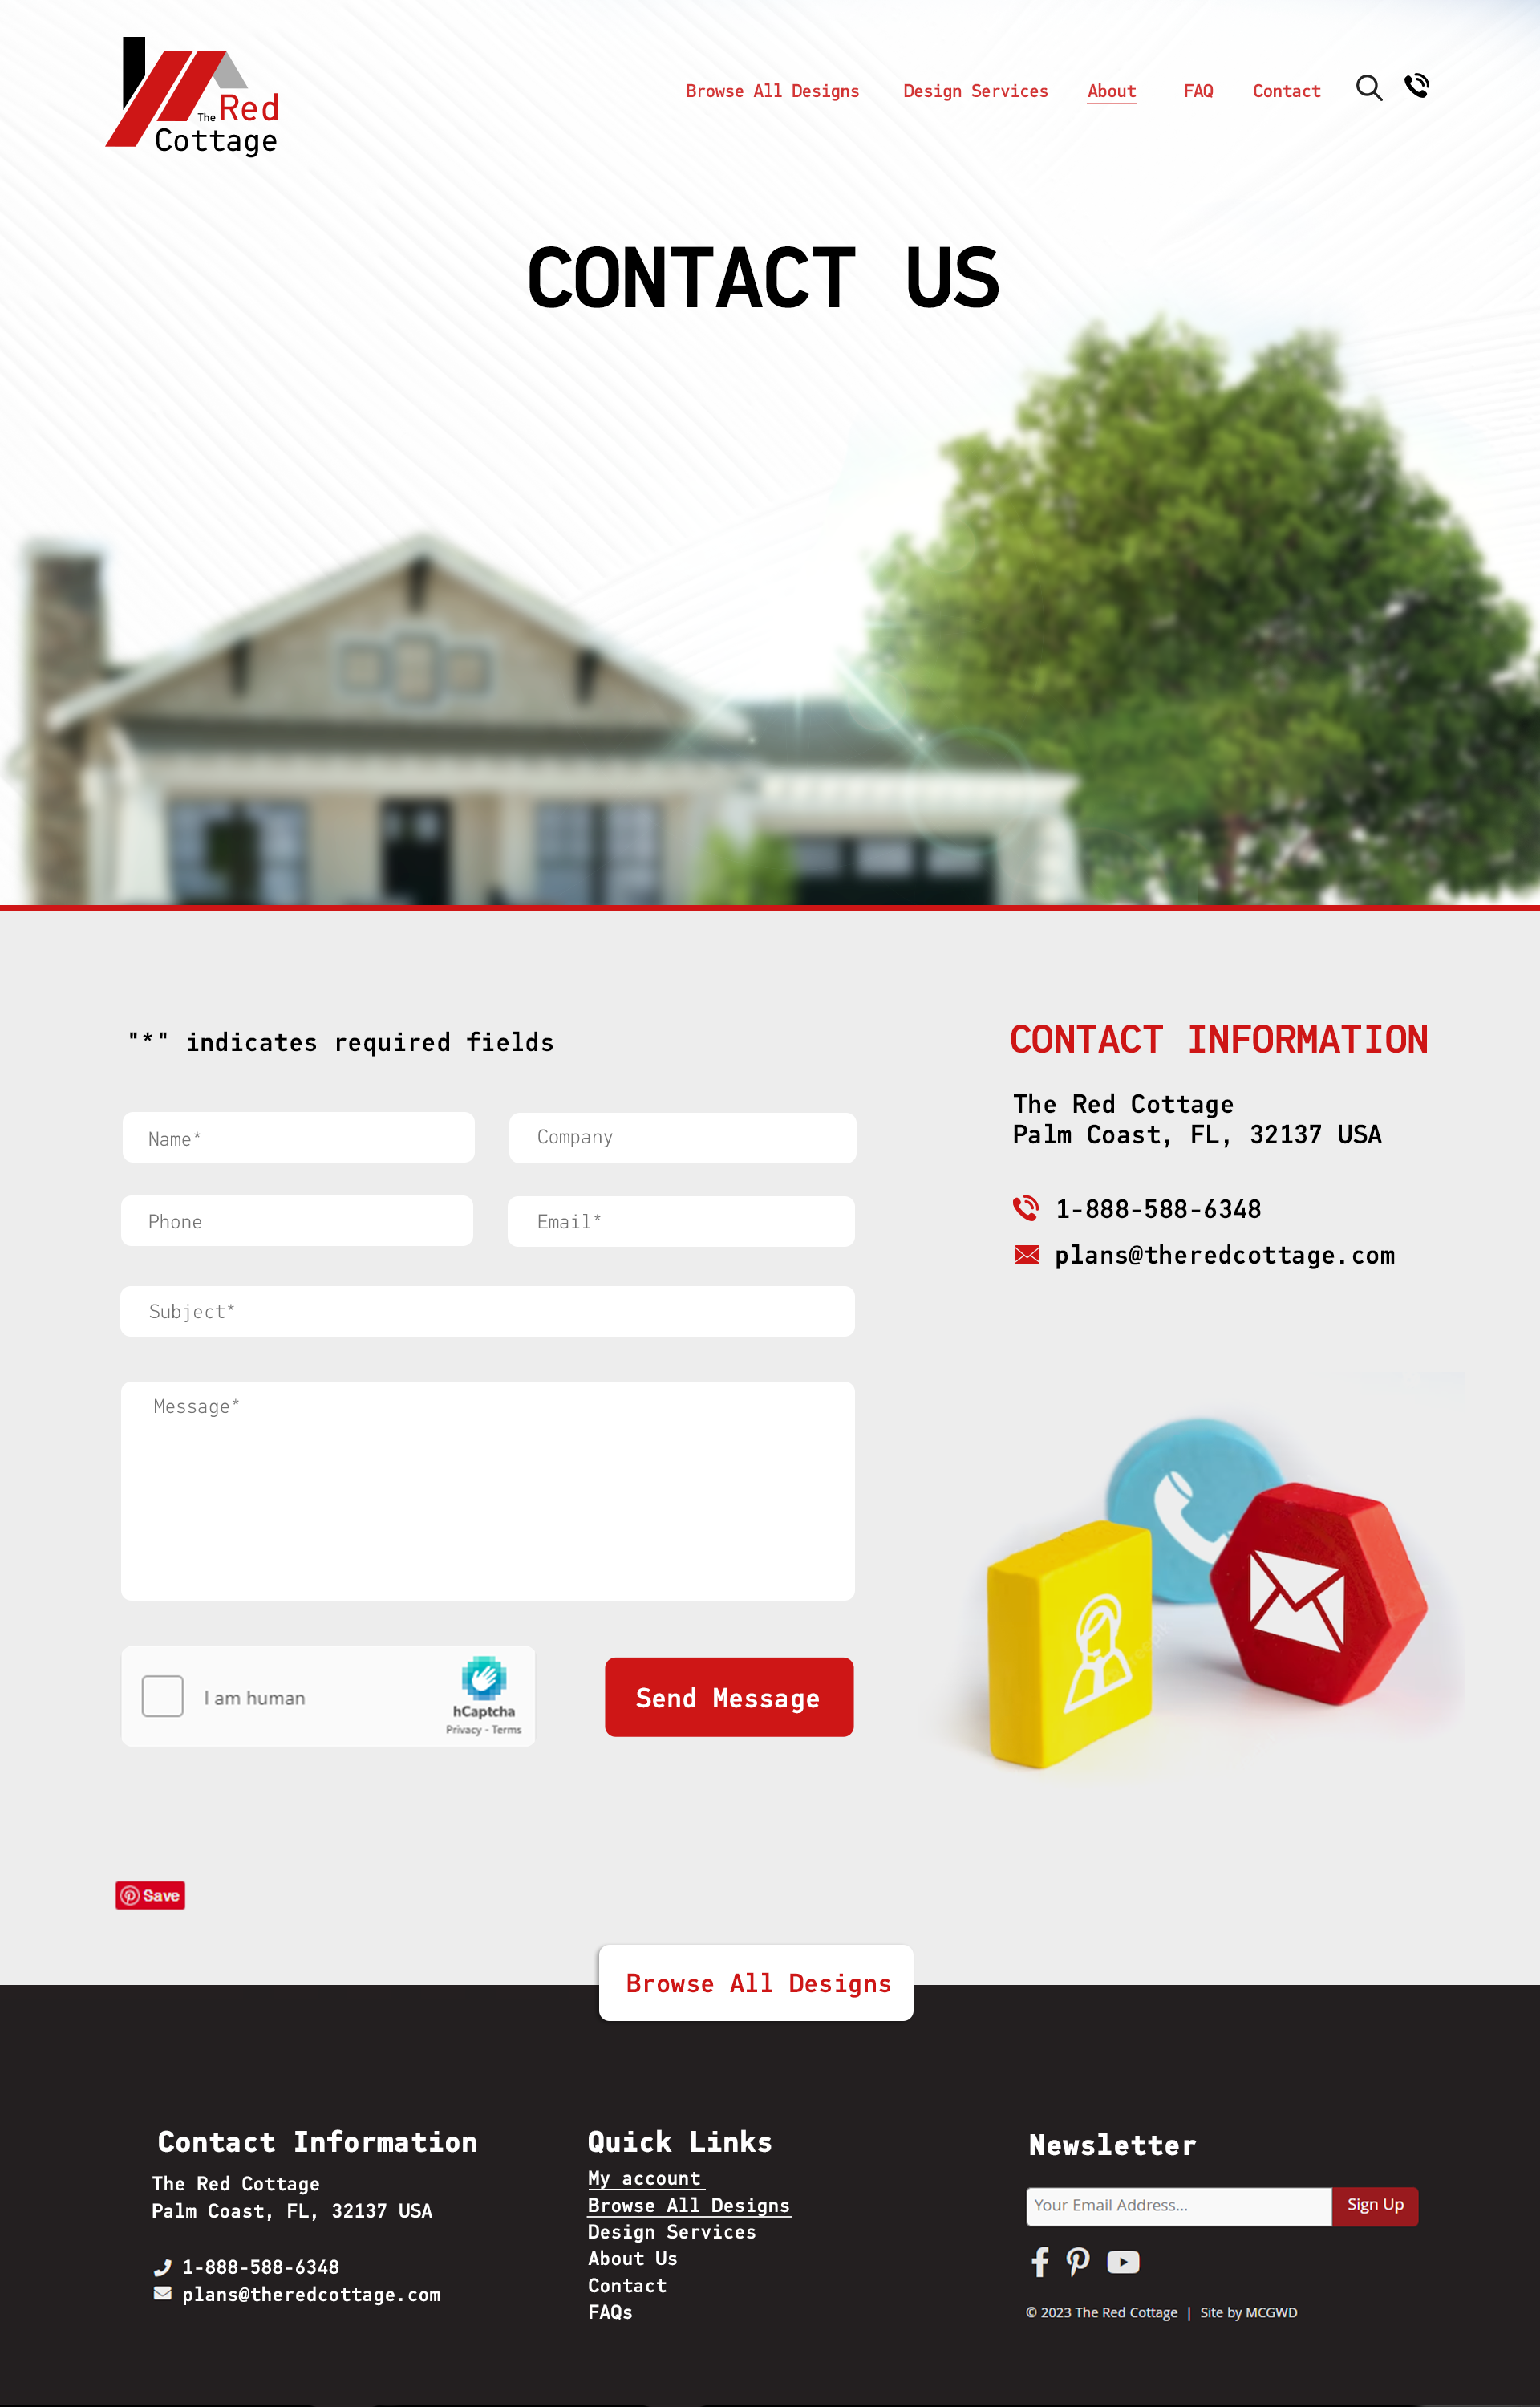 The Red
Cottage
Browse All Designs
Design Services
About
FAQ
Contact
CONTACT US
"*" indicates required fields
Name*
Company
Phone
Email*
Subject*
Message*
I am human
hCaptcha
Privacy - Terms
Send Message
CONTACT INFORMATION
The Red Cottage
Palm Coast, FL, 32137 USA
1-888-588-6348
plans@theredcottage.com
Save
Browse All Designs
Contact Information
The Red Cottage
Palm Coast, FL, 32137 USA
1-888-588-6348
plans@theredcottage.com
Quick Links
My account
Browse All Designs
Design Services
About Us
Contact
FAQs
Newsletter
Your Email Address...
Sign Up
© 2023 The Red Cottage | Site by MCGWD